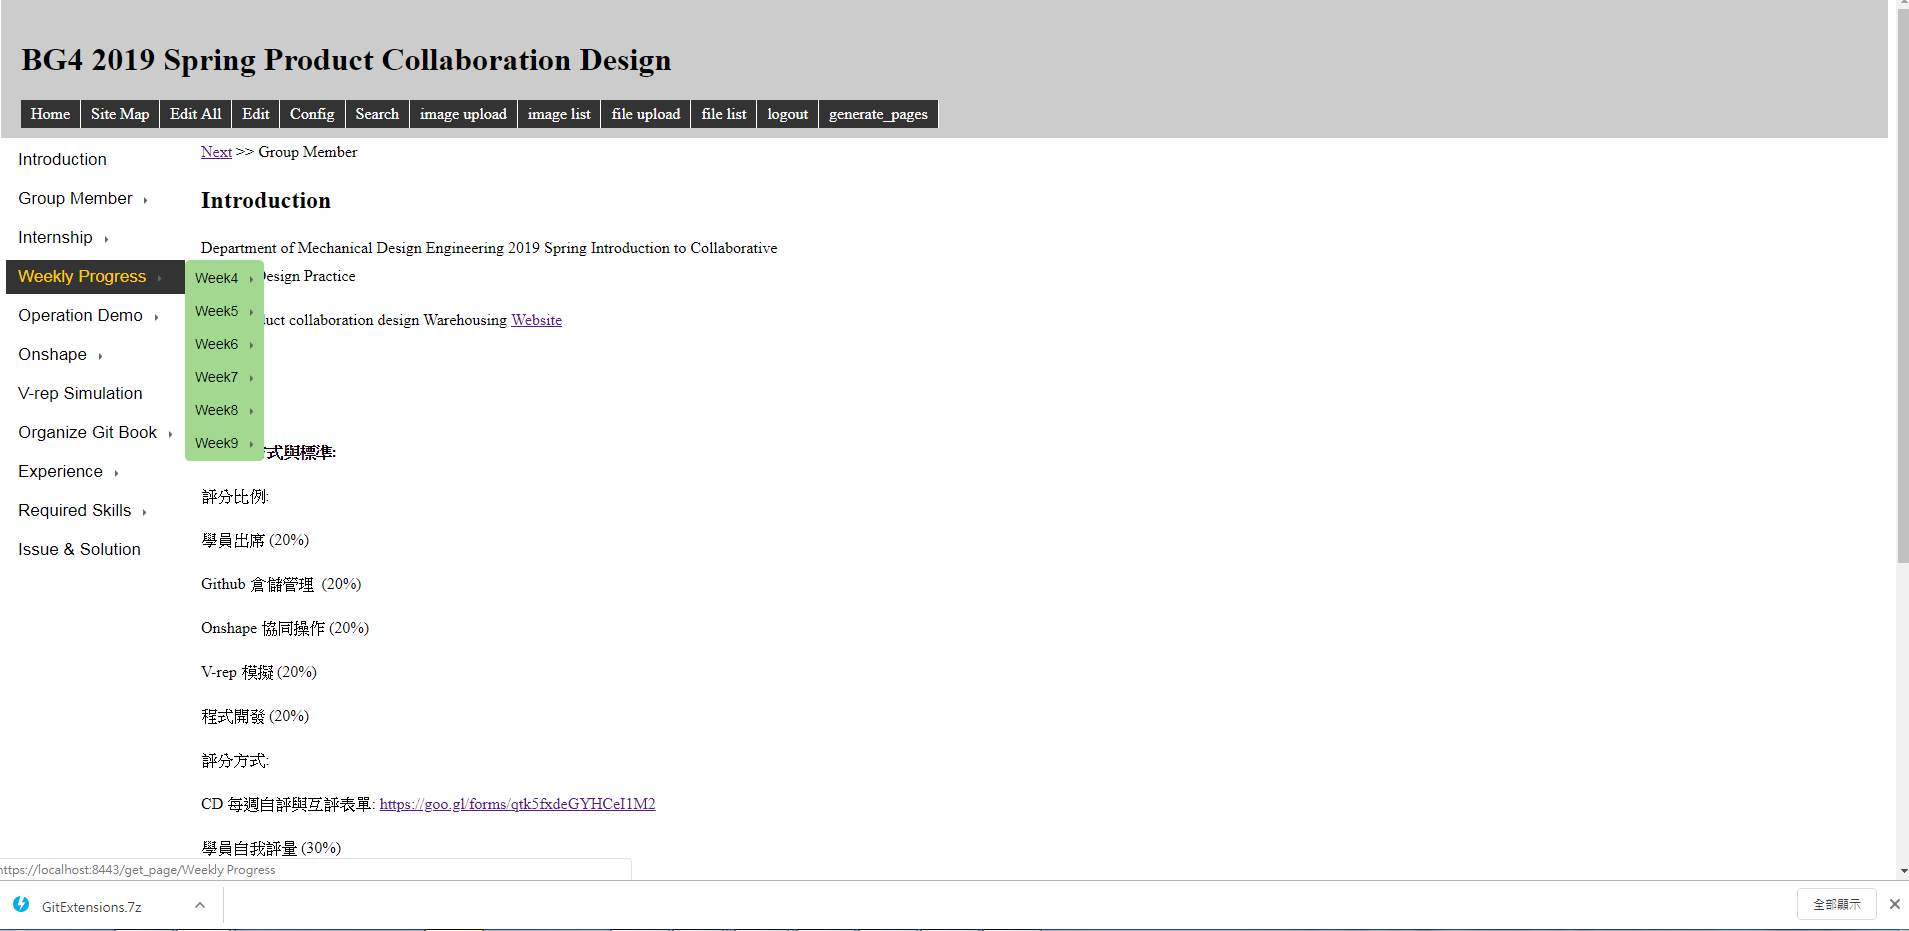 BG4 2019 Spring Product Collaboration Design
Home Site Map Edit All Edit Config Search image upload image list file upload file list logout generate_pages
Introduction
Group Member
Internship
Weekly Progress
Operation Demo
Onshape
V-rep Simulation
Organize Git Book
Experience
Required Skills
Issue & Solution
Week4
Week5
Week6
Week7
Week8
Week9
Next >> Group Member
Introduction
Department of Mechanical Design Engineering 2019 Spring Introduction to Collaborative
Design Practice
collaboration design Warehousing Website
式與標準:
評分比例:
學員出席 (20%)
Github 倉儲管理 (20%)
Onshape 協同操作 (20%)
V-rep 模擬 (20%)
程式開發 (20%)
評分方式:
CD 每週自評與互評表單: https://goo.gl/forms/qtk5fxdeGYHCeI1M2
學員自我評量 (30%)
https://localhost:8443/get_page/Weekly Progress
GitExtensions.7z
全部顯示